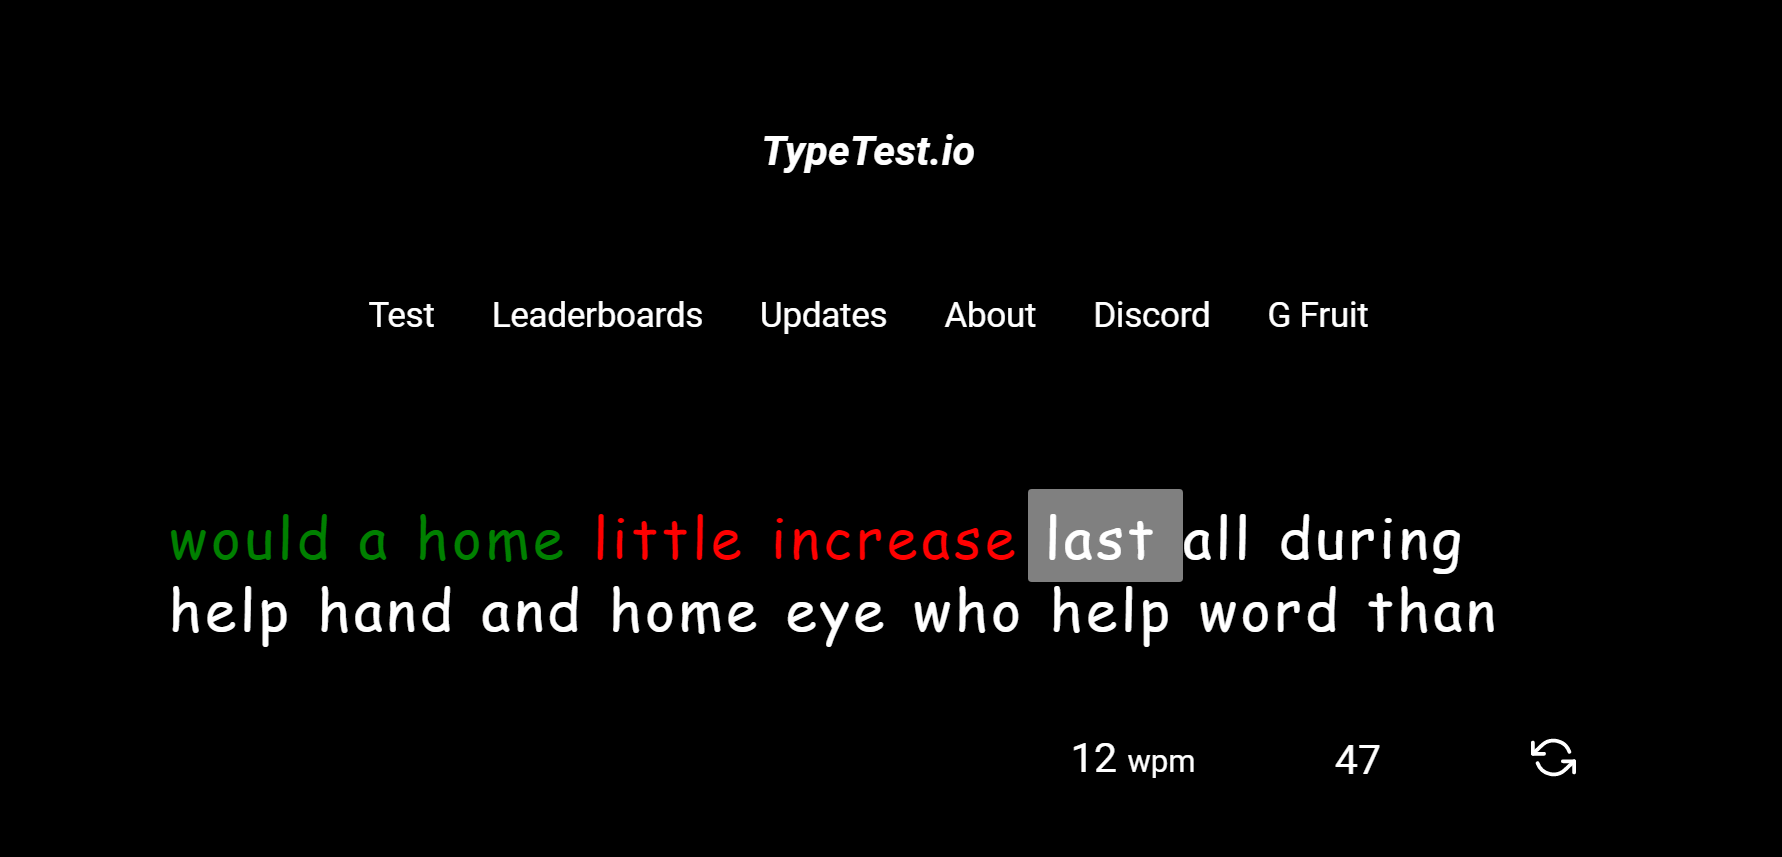 TypeTest.io
Test Leaderboards Updates About Discord G Fruit
would a home little increase last all during
help hand and home eye who help word than
12 wpm 47